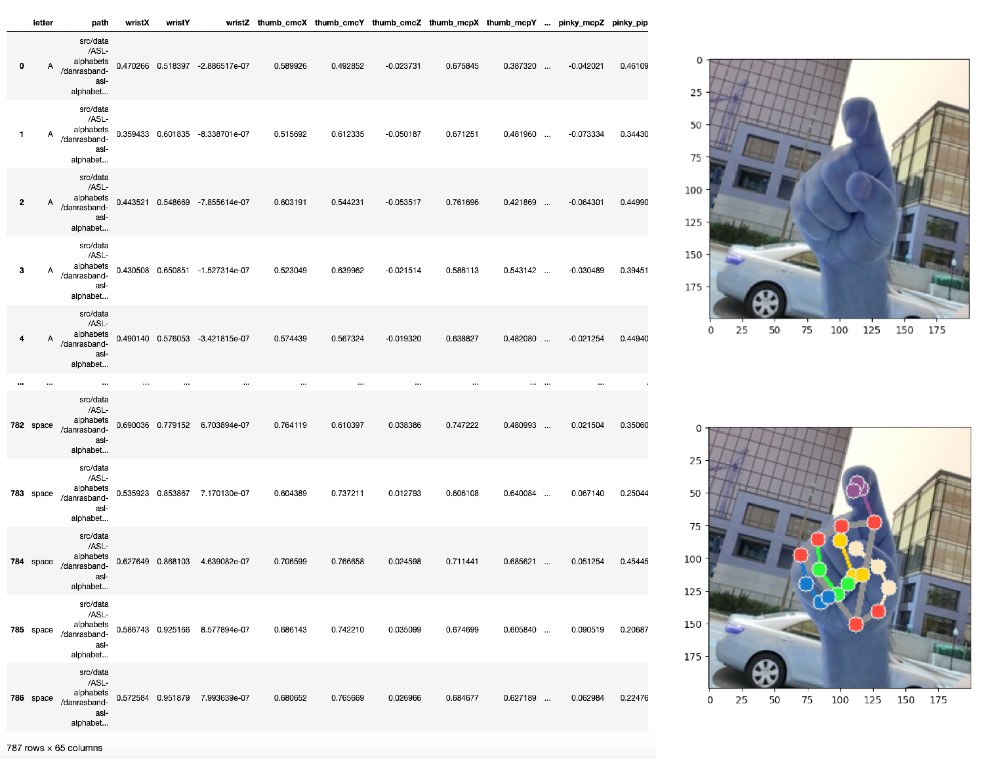 letter path wristX wristY wristZ thumb_cmcX thumb_cmcY thumb_cmcZ thumb_mcpX thumb_mcpY ... pinky_mcpZ pinky_pip
src/data
/ASL-
alphabets
0 A /danrasband- 0.470266 0.518397 -2.886517e-07 0.589926 0.492852 -0.023731 0.675845 0.387320 ... -0.042021 0.46109
asl-
alphabet...
src/data
/ASL-
alphabets
1 A /danrasband- 0.359433 0.601835 -8.338701e-07 0.515692 0.612335 -0.050187 0.671251 0.481960 ... -0.073334 0.34430
asl-
alphabet...
src/data
/ASL-
alphabets
2 A /danrasband- 0.443521 0.548669 -7.855614e-07 0.603191 0.544231 -0.053517 0.761696 0.421869 ... -0.064301 0.44990
asl-
alphabet...
src/data
/ASL-
alphabets
3 A /danrasband- 0.430508 0.650851 -1.527314e-07 0.523049 0.639962 -0.021514 0.586113 0.543142 ... -0.030489 0.39451
asl-
alphabet...
src/data
/ASL-
alphabets
4 A /danrasband- 0.490140 0.576053 -3.421815e-07 0.574439 0.567324 -0.019320 0.638827 0.482080 ... -0.021254 0.44940
asl-
alphabet...
... ... ... ... ... ... ... ... ... ... ... ... ...
src/data
/ASL-
alphabets
782 space /danrasband- 0.690036 0.779152 6.703894e-07 0.764119 0.610397 0.038386 0.747222 0.480993 ... 0.021504 0.35060
asl-
alphabet...
src/data
/ASL-
alphabets
783 space /danrasband- 0.535923 0.853867 7.170130e-07 0.604389 0.737211 0.012793 0.606108 0.640084 ... 0.067140 0.25044
asl-
alphabet...
src/data
/ASL-
alphabets
784 space /danrasband- 0.627649 0.868103 4.639082e-07 0.706599 0.766658 0.024598 0.711441 0.685621 ... 0.051254 0.45445
asl-
alphabet...
src/data
/ASL-
alphabets
785 space /danrasband- 0.586743 0.925166 8.577894e-07 0.686143 0.742210 0.035099 0.674699 0.605840 ... 0.090519 0.20687
asl-
alphabet...
src/data
/ASL-
alphabets
786 space /danrasband- 0.572584 0.951879 7.993639e-07 0.680652 0.765669 0.026966 0.684677 0.627189 ... 0.062984 0.22476
asl-
alphabet...
787 rows × 65 columns
0
25
50
75
100
125
150
175
0 25 50 75 100 125 150 175
0
25
50
75
100
125
150
175
0 25 50 75 100 125 150 175